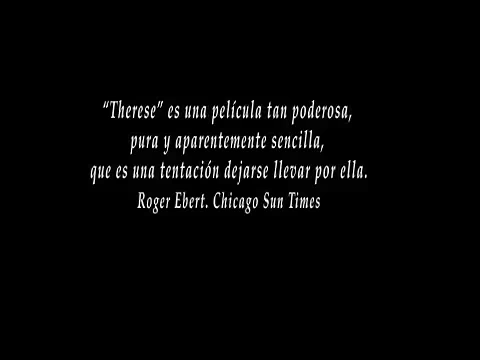 “Therese” es una película tan poderosa,
pura y aparentemente sencilla,
que es una tentación dejarse llevar por ella.
Roger Ebert. Chicago Sun Times